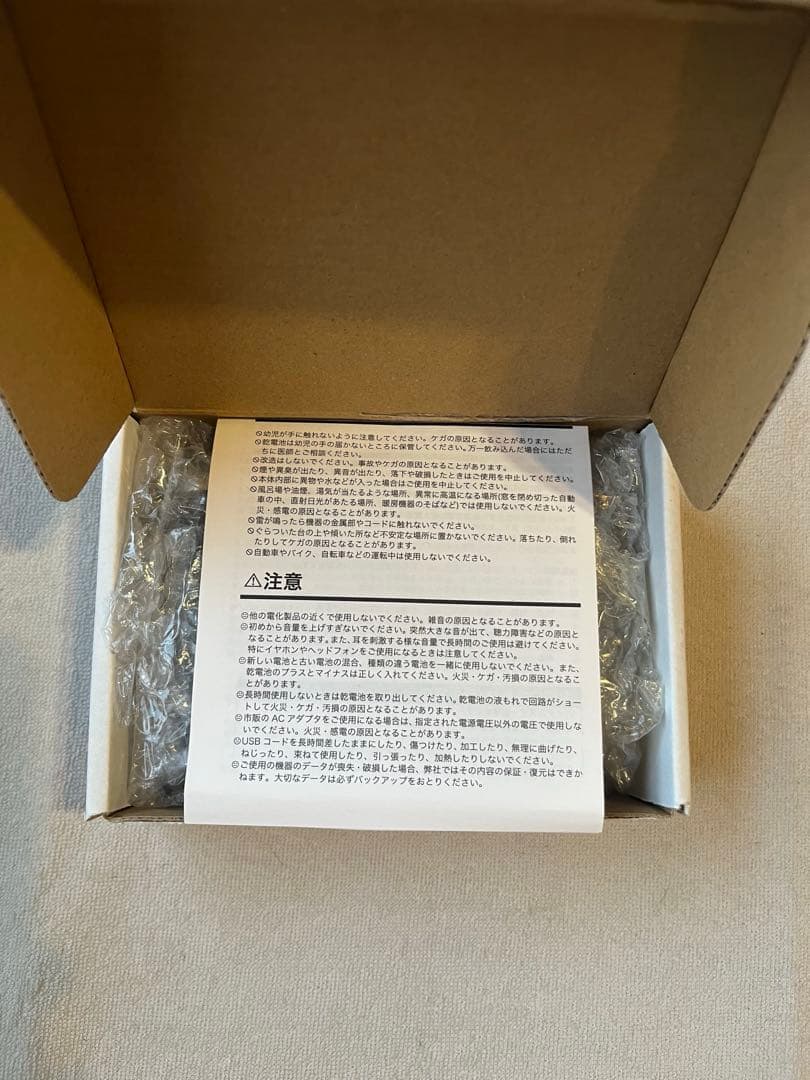 🚫幼児が手に触れないように注意してください。ケガの原因となることがあります。
🚫乾電池は幼児の手の届かないところに保管してください。万一飲み込んだ場合にはただ
ちに医師とご相談ください。
🚫改造はしないでください。事故やケガの原因となることがあります。
🚫煙や異臭が出たり、異音が出たり、落下や破損したときはご使用を中止してください。
🚫本体内部に異物や水などが入った場合はご使用を中止してください。
🚫風呂場や油煙、湯気が当たるような場所、異常に高温になる場所(窓を閉め切った自動
車の中、直射日光があたる場所、暖房機器のそばなど)では使用しないでください。火
災・感電の原因となることがあります。
🚫雷が鳴ったら機器の金属部やコードに触れないでください。
🚫ぐらついた台の上や傾いた所など不安定な場所に置かないでください。落ちたり、倒れ
たりしてケガの原因となることがあります。
🚫自動車やバイク、自転車などの運転中は使用しないでください。
⚠注意
☹他の電化製品の近くで使用しないでください。雑音の原因となることがあります。
☹初めから音量を上げすぎないでください。突然大きな音が出て、聴力障害などの原因と
なることがあります。また、耳を刺激する様な音量で長時間のご使用は避けてください。
特にイヤホンやヘッドフォンをご使用になるときは注意してください。
☹新しい電池と古い電池の混合、種類の違う電池を一緒に使用しないでください。また、
乾電池のプラスとマイナスは正しく入れてください。火災・ケガ・汚損の原因となるこ
とがあります。
☹長時間使用しないときは乾電池を取り出してください。乾電池の液もれで回路がショー
トして火災・ケガ・汚損の原因となることがあります。
☹市販の AC アダプタをご使用になる場合は、指定された電源電圧以外の電圧で使用しな
いでください。火災・感電の原因となることがあります。
☹USB コードを長時間差したままにしたり、傷つけたり、加工したり、無理に曲げたり、
ねじったり、束ねて使用したり、引っ張ったり、加熱したりしないでください。
☹ご使用の機器のデータが喪失・破損した場合、弊社ではその内容の保証・復元はできか
ねます。大切なデータは必ずバックアップをおとりください。